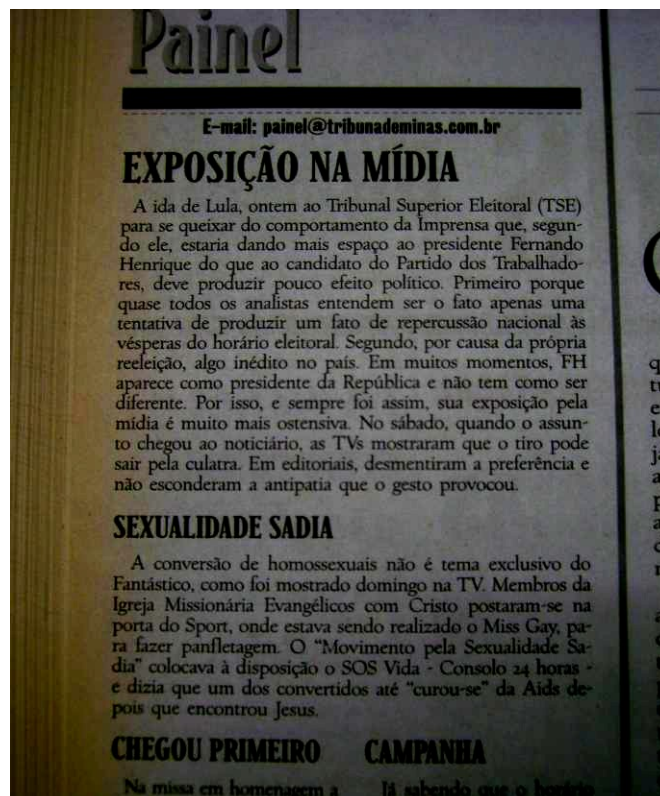 Painel
E-mail: painel@tribunademinas.com.br
EXPOSIÇÃO NA MÍDIA
A ida de Lula, ontem ao Tribunal Superior Eleitoral (TSE)
para se queixar do comportamento da Imprensa que, segun-
do ele, estaria dando mais espaço ao presidente Fernando
Henrique do que ao candidato do Partido dos Trabalhado-
res, deve produzir pouco efeito político. Primeiro porque
quase todos os analistas entendem ser o fato apenas uma
tentativa de produzir um fato de repercussão nacional às
vésperas do horário eleitoral. Segundo, por causa da própria
reeleição, algo inédito no país. Em muitos momentos, FH
aparece como presidente da República e não tem como ser
diferente. Por isso, e sempre foi assim, sua exposição pela
mídia é muito mais ostensiva. No sábado, quando o assun-
to chegou ao noticiário, as TVs mostraram que o tiro pode
sair pela culatra. Em editoriais, desmentiram a preferência e
não esconderam a antipatia que o gesto provocou.
SEXUALIDADE SADIA
A conversão de homossexuais não é tema exclusivo do
Fantástico, como foi mostrado domingo na TV. Membros da
Igreja Missionária Evangélicos com Cristo postaram-se na
porta do Sport, onde estava sendo realizado o Miss Gay, pa-
ra fazer panfletagem. O "Movimento pela Sexualidade Sa-
dia" colocava à disposição o SOS Vida - Consolo 24 horas -
e dizia que um dos convertidos até "curou-se" da Aids de-
pois que encontrou Jesus.
CHEGOU PRIMEIRO
Na missa em homenagem a
CAMPANHA
Já sabendo que o horário